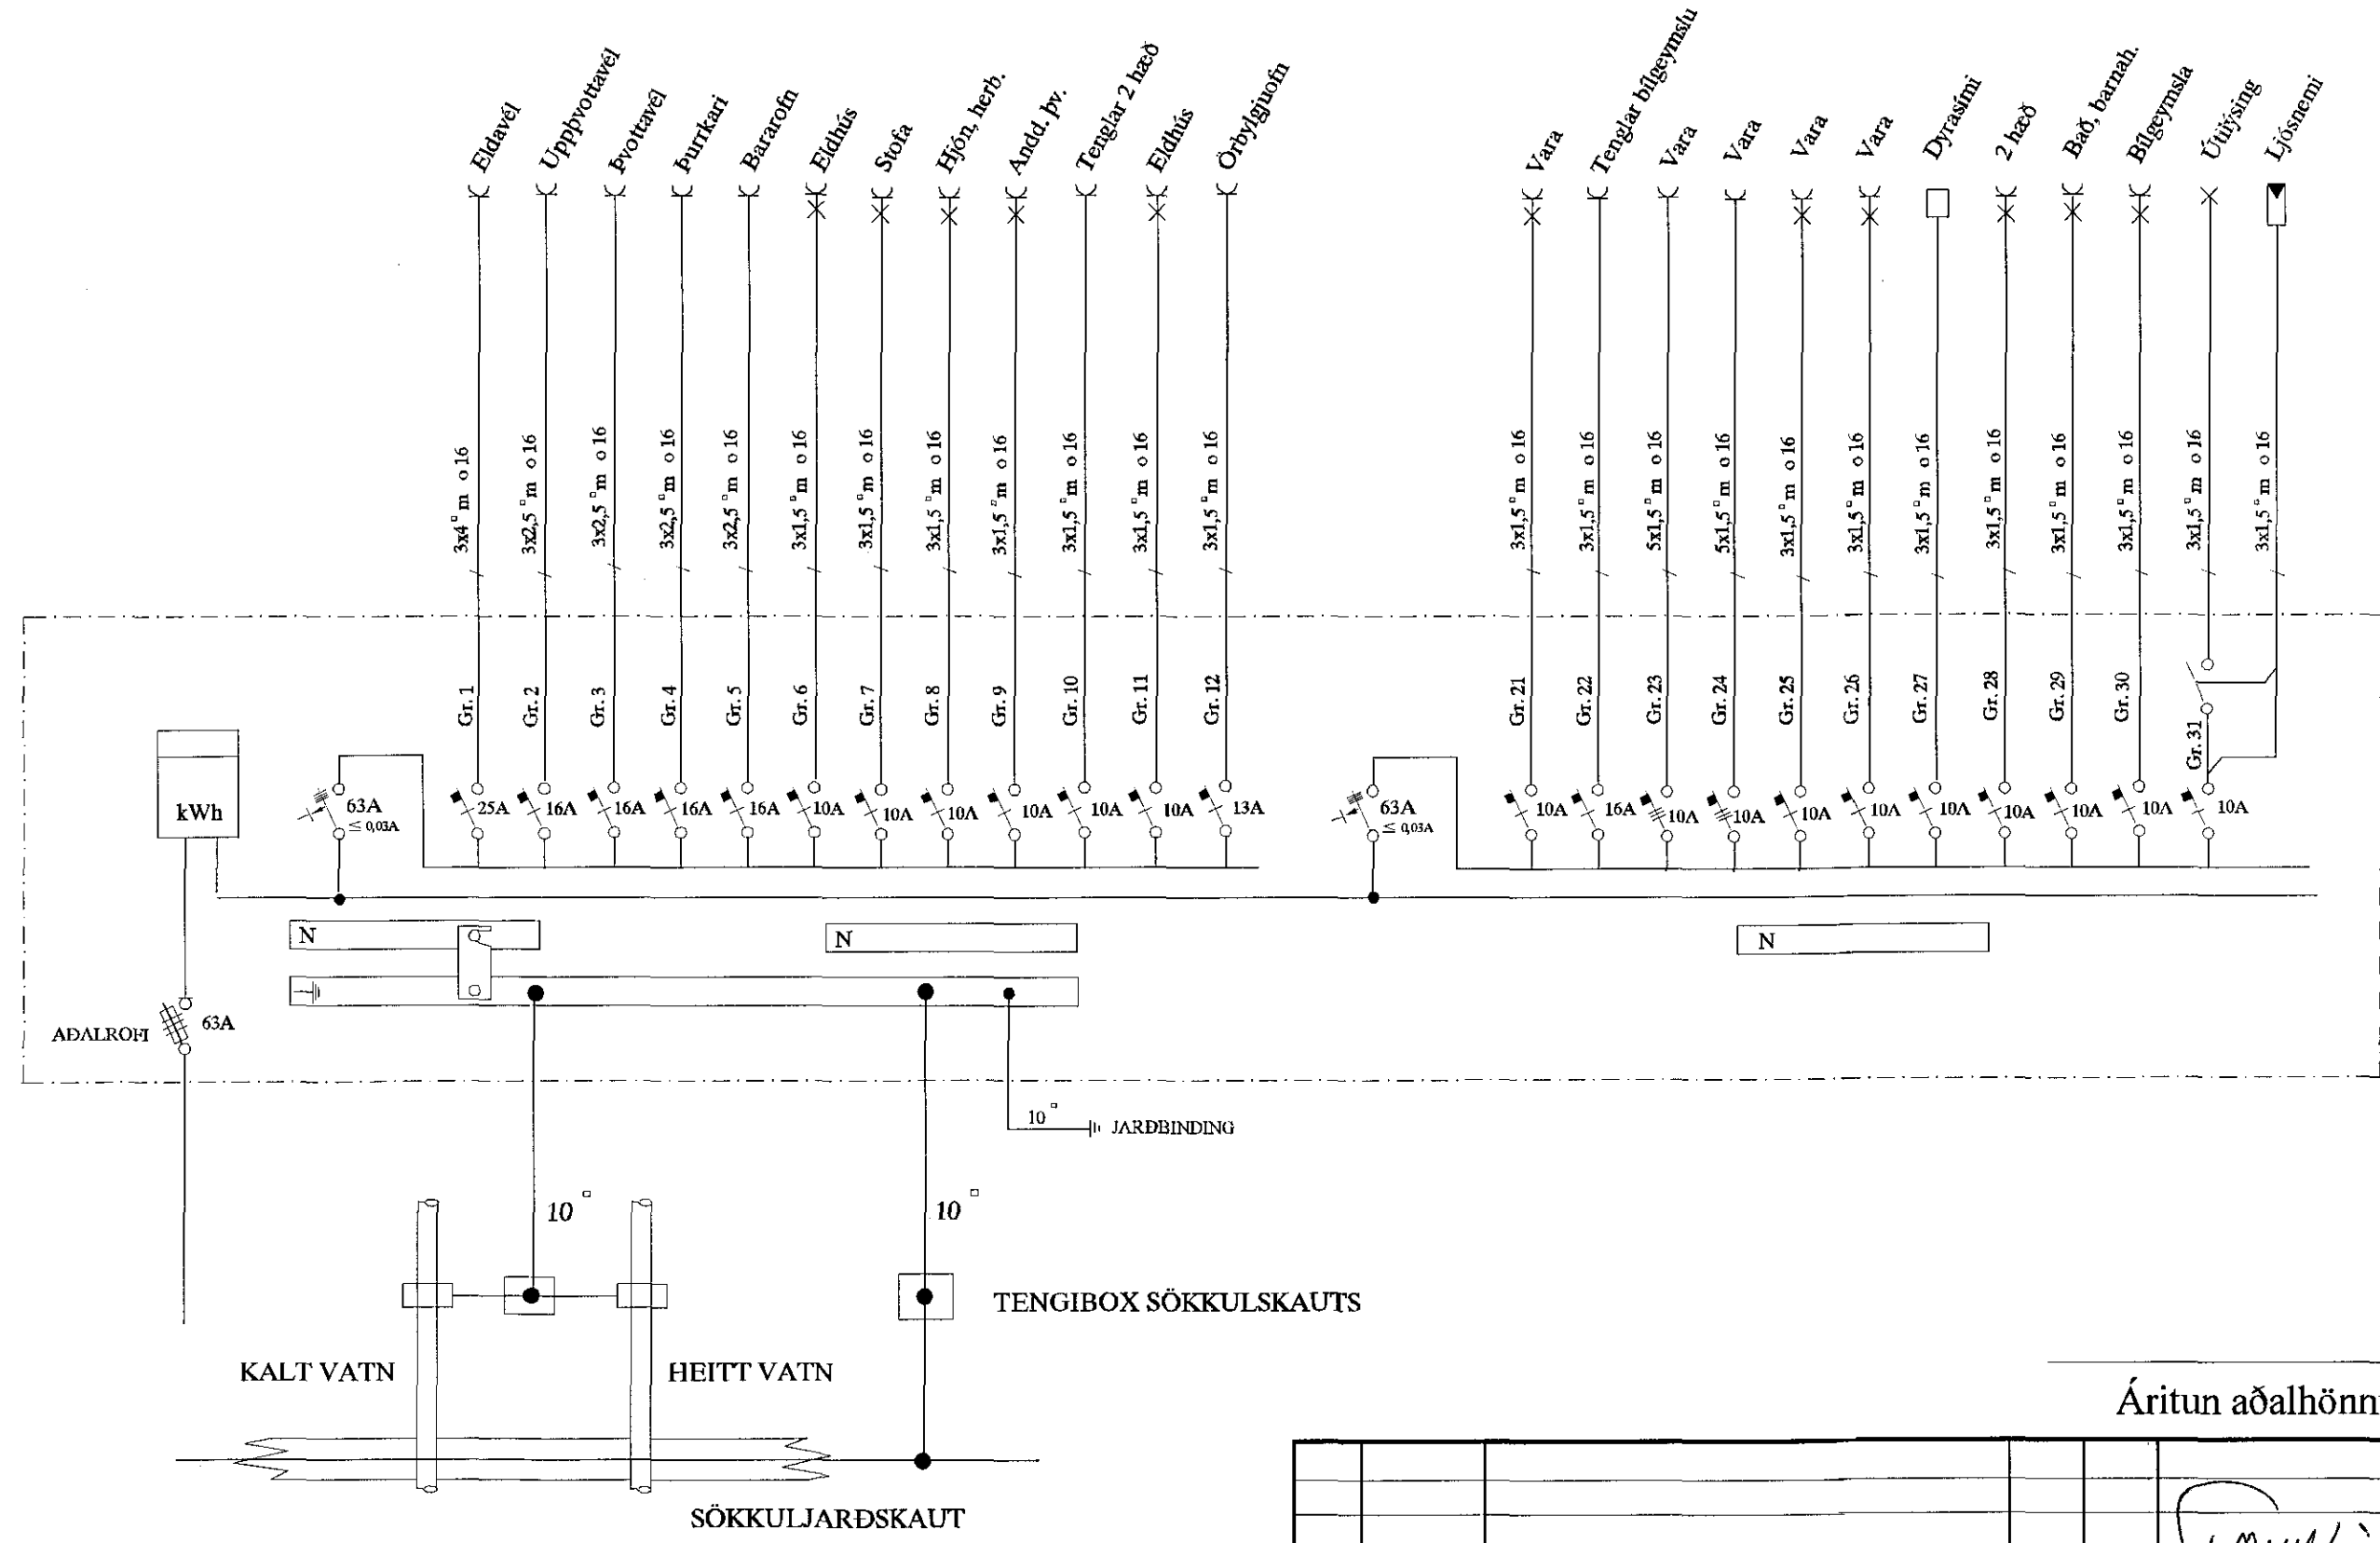 Eldavél
Uppþvottavél
Þvottavél
Þurrkari
Bararofn
Eldhús
Stofa
Hjón, herb.
Andd. þv.
Tenglar 2 hæð
Eldhús
Örbylgjuofn
Vara
Tenglar bílgeymslu
Vara
Vara
Vara
Vara
Dyrasími
2 hæð
Bað, barnah.
Bílgeymsla
Útilýsing
Ljósnemi
3x4 □ m o 16
3x2,5 □ m o 16
3x2,5 □ m o 16
3x2,5 □ m o 16
3x2,5 □ m o 16
3x1,5 □ m o 16
3x1,5 □ m o 16
3x1,5 □ m o 16
3x1,5 □ m o 16
3x1,5 □ m o 16
3x1,5 □ m o 16
3x1,5 □ m o 16
3x1,5 □ m o 16
3x1,5 □ m o 16
5x1,5 □ m o 16
5x1,5 □ m o 16
3x1,5 □ m o 16
3x1,5 □ m o 16
3x1,5 □ m o 16
3x1,5 □ m o 16
3x1,5 □ m o 16
3x1,5 □ m o 16
3x1,5 □ m o 16
3x1,5 □ m o 16
Gr. 1
Gr. 2
Gr. 3
Gr. 4
Gr. 5
Gr. 6
Gr. 7
Gr. 8
Gr. 9
Gr. 10
Gr. 11
Gr. 12
Gr. 21
Gr. 22
Gr. 23
Gr. 24
Gr. 25
Gr. 26
Gr. 27
Gr. 28
Gr. 29
Gr. 30
Gr. 31
kWh
63A
≤ 0,03A
25A
16A
16A
16A
16A
10A
10A
10A
10A
10A
10A
13A
63A
≤ 0,03A
10A
16A
10A
10A
10A
10A
10A
10A
10A
10A
10A
N
N
N
AÐALROFI
63A
10 □
JARÐBINDING
10 □
10 □
TENGIBOX SÖKKULSKAUTS
KALT VATN
HEITT VATN
SÖKKULJARÐSKAUT
Áritun aðalhönn